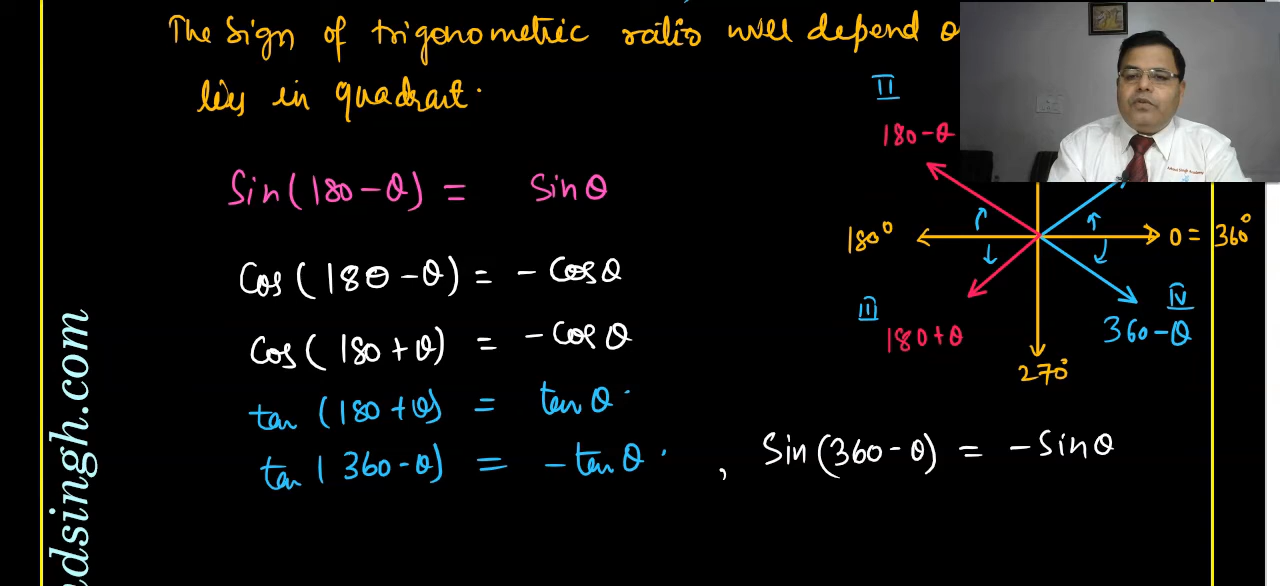 The Sign of trigonometric ratio will depend
lies in quadrant.
II
180-θ
Sin(180-θ) = Sinθ
180° 0 = 360°
Cos(180-θ) = -Cosθ
III IV
180+θ 360-θ
Cos(180+θ) = -Cosθ
270°
tan(180+θ) = tanθ.
tan(360-θ) = -tanθ. , Sin(360-θ) = -Sinθ
ndsingh.com